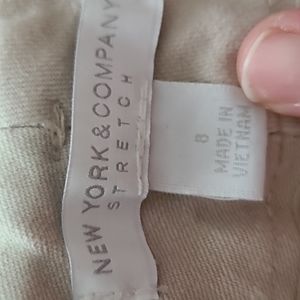 NEW YORK & COMPANY
STRETCH
8
MADE IN
VIETNAM